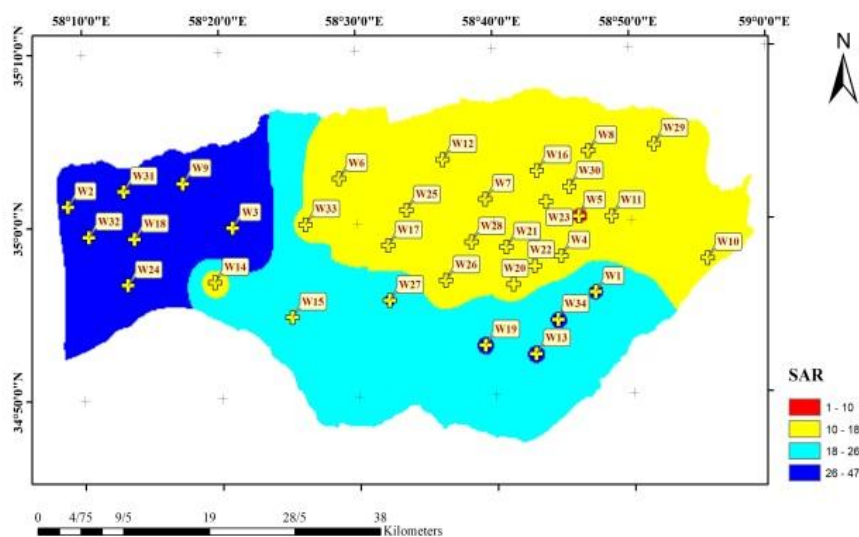 58°10'0"E 58°20'0"E 58°30'0"E 58°40'0"E 58°50'0"E 59°0'0"E
35°10'0"N
35°0'0"N
34°50'0"N
N
W29
W8
W12
W16
W6
W30
W31
W9
W7
W2
W25
W5
W11
W3
W33
W23
W32
W18
W28
W21
W4
W17
W22
W10
W24
W14
W26
W20
W1
W27
W15
W34
W19
W13
SAR
1 - 10
10 - 18
18 - 26
26 - 47
0 4/75 9/5 19 28/5 38
Kilometers